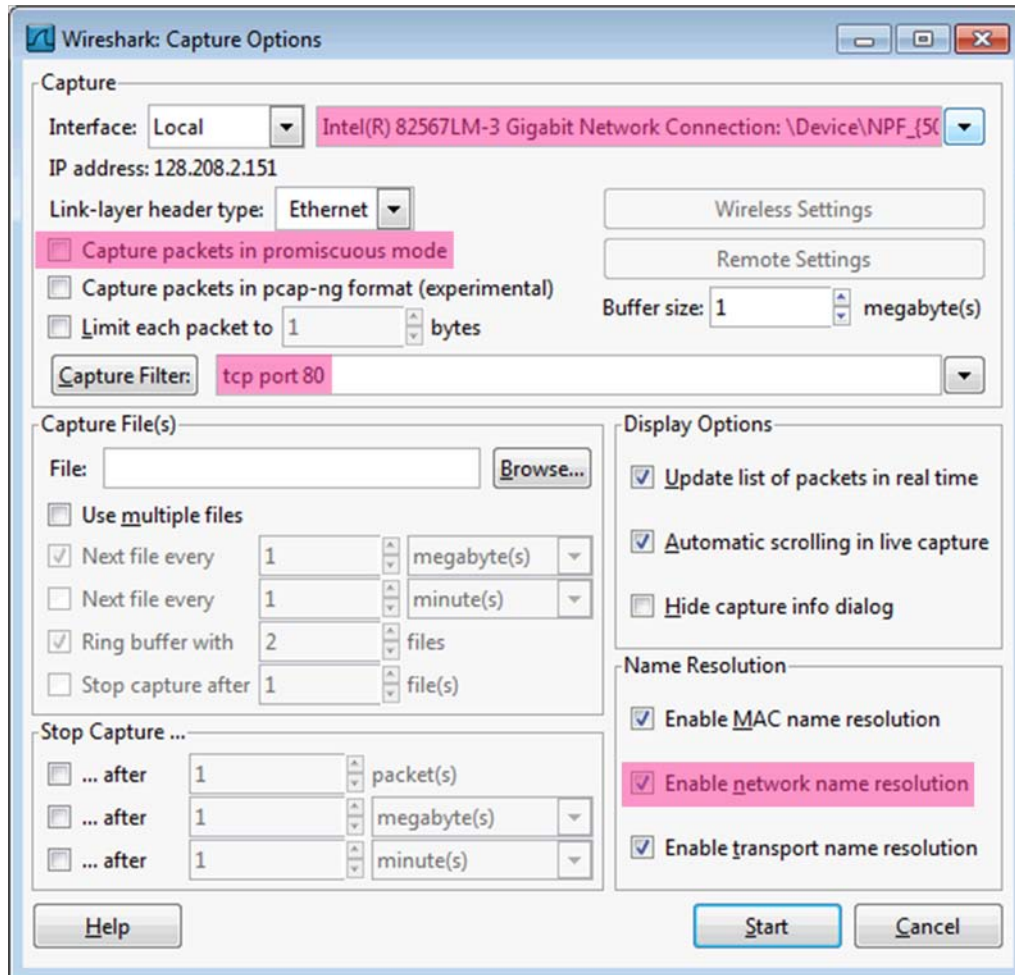 Wireshark: Capture Options
Capture
Interface: Local Intel(R) 82567LM-3 Gigabit Network Connection: \Device\NPF_{50
IP address: 128.208.2.151
Link-layer header type: Ethernet Wireless Settings
Capture packets in promiscuous mode Remote Settings
Capture packets in pcap-ng format (experimental)
Buffer size: 1 megabyte(s)
Limit each packet to 1 bytes
Capture Filter: tcp port 80
Capture File(s)
File: Browse...
Use multiple files
Next file every 1 megabyte(s)
Next file every 1 minute(s)
Ring buffer with 2 files
Stop capture after 1 file(s)
Display Options
Update list of packets in real time
Automatic scrolling in live capture
Hide capture info dialog
Stop Capture ...
... after 1 packet(s)
... after 1 megabyte(s)
... after 1 minute(s)
Name Resolution
Enable MAC name resolution
Enable network name resolution
Enable transport name resolution
Help Start Cancel